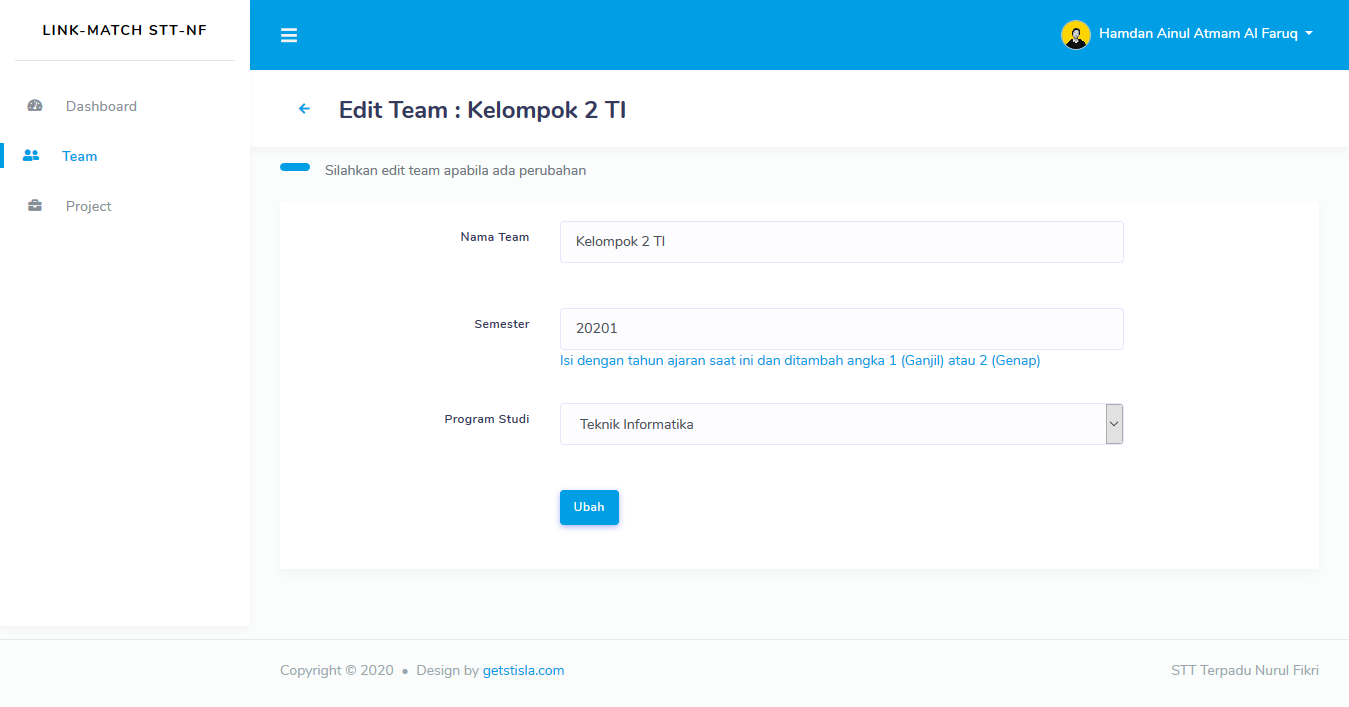 LINK-MATCH STT-NF
Hamdan Ainul Atmam Al Faruq
Dashboard
Team
Project
Edit Team : Kelompok 2 TI
Silahkan edit team apabila ada perubahan
Nama Team
Kelompok 2 TI
Semester
20201
Isi dengan tahun ajaran saat ini dan ditambah angka 1 (Ganjil) atau 2 (Genap)
Program Studi
Teknik Informatika
Ubah
Copyright © 2020 • Design by getstisla.com
STT Terpadu Nurul Fikri